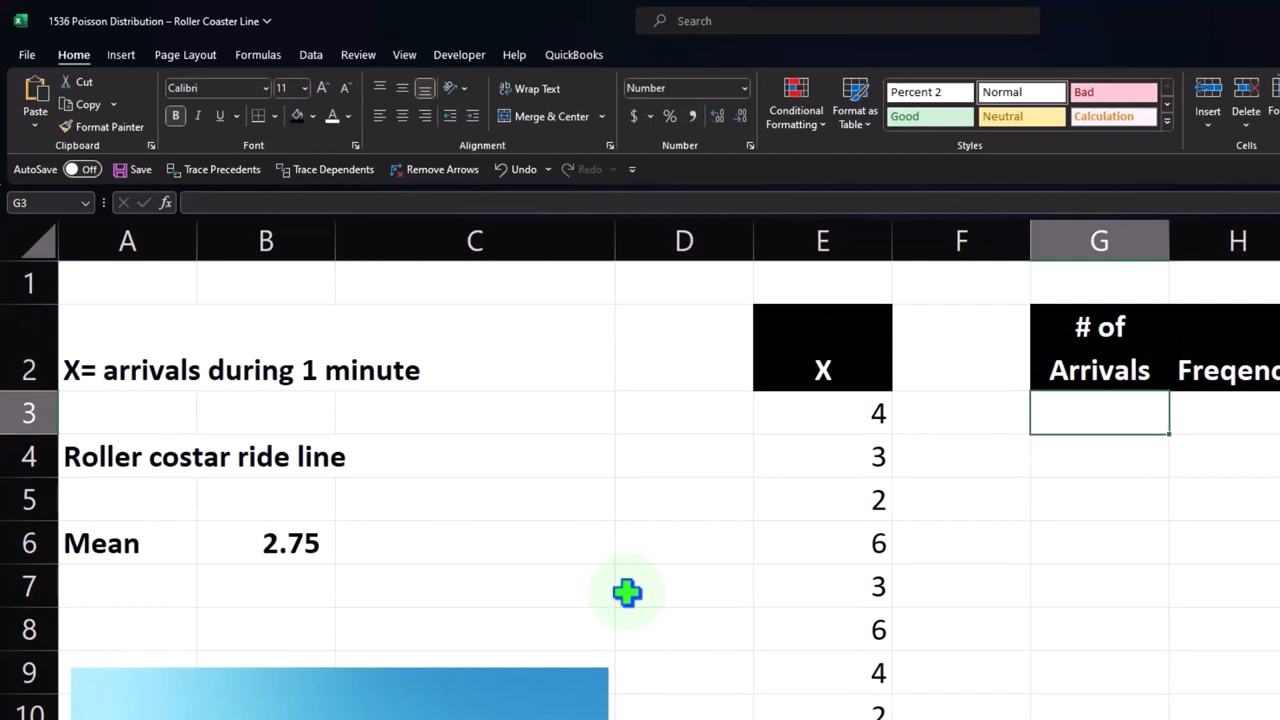 1536 Poisson Distribution – Roller Coaster Line
Search
File Home Insert Page Layout Formulas Data Review View Developer Help QuickBooks
Paste
Cut
Copy
Format Painter
Clipboard
Calibri 11
B I U
A A
Font
Wrap Text
Merge & Center
Alignment
Number
$ %
Number
Conditional
Formatting
Format as
Table
Percent 2 Normal Bad
Good Neutral Calculation
Styles
Insert
Delete
Cells
AutoSave Off Save Trace Precedents Trace Dependents Remove Arrows Undo Redo
G3 fx
A B C D E F G H
1
2 X= arrivals during 1 minute X # of
Arrivals Freqenc
3 4
4 Roller costar ride line 3
5 2
6 Mean 2.75 6
7 3
8 6
9 4
10 2